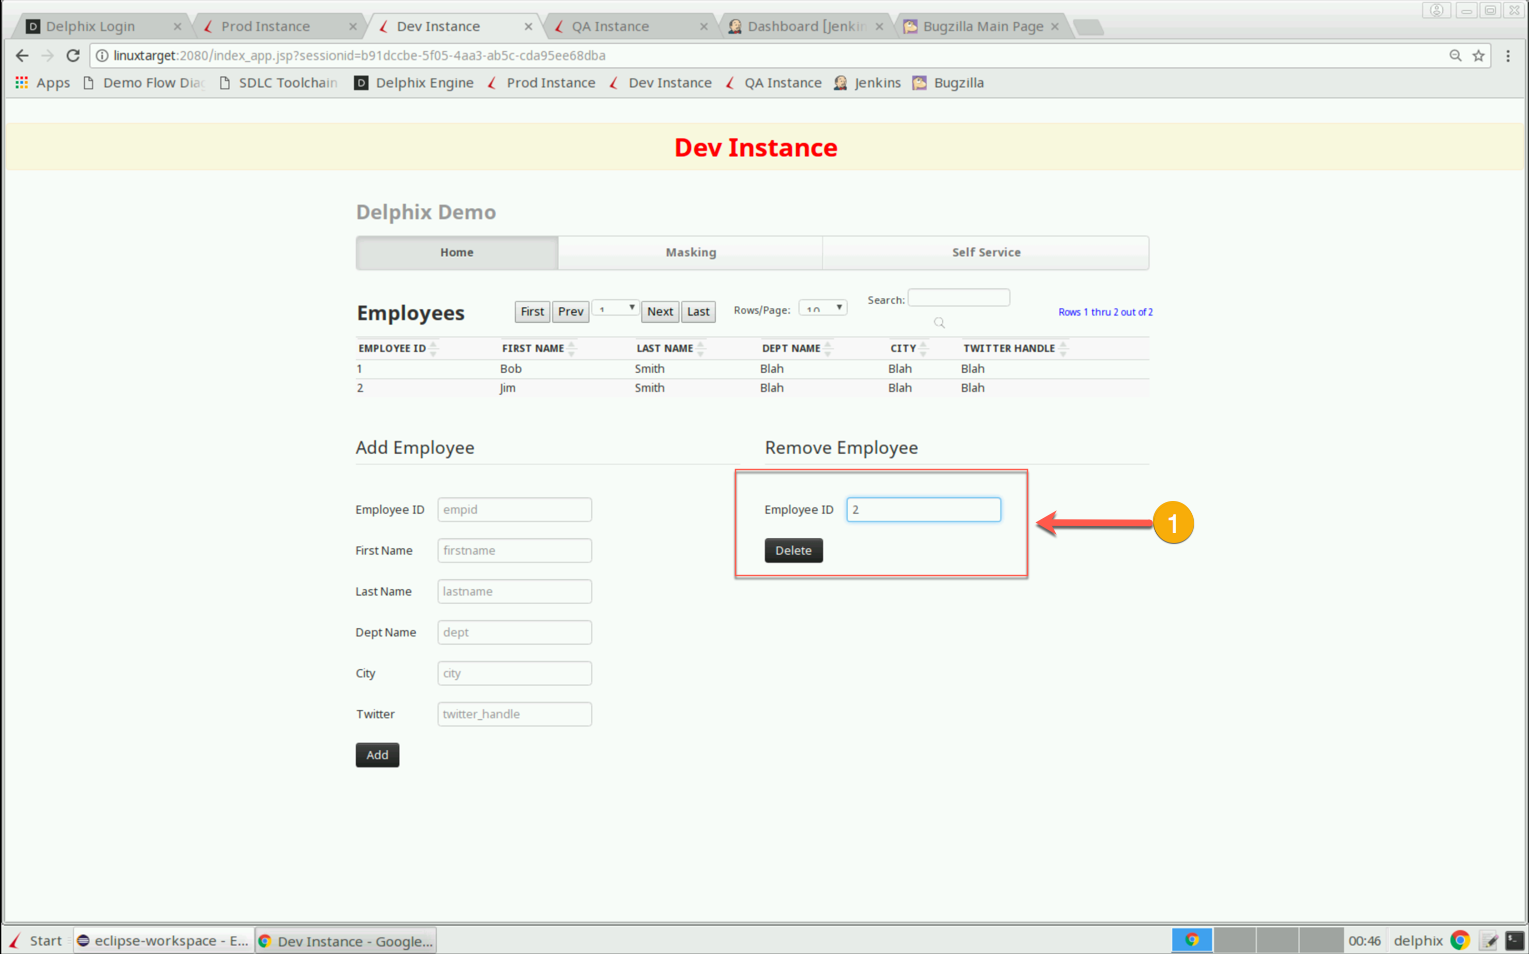 Delphix Login
Prod Instance
Dev Instance
QA Instance
Dashboard [Jenkin
Bugzilla Main Page
linuxtarget:2080/index_app.jsp?sessionid=b91dccbe-5f05-4aa3-ab5c-cda95ee68dba
Apps Demo Flow Dia SDLC Toolchain D Delphix Engine Prod Instance Dev Instance QA Instance Jenkins Bugzilla
Dev Instance
Delphix Demo
Home Masking Self Service
Employees First Prev 1 Next Last Rows/Page: 10 Search: Rows 1 thru 2 out of 2
EMPLOYEE ID FIRST NAME LAST NAME DEPT NAME CITY TWITTER HANDLE
1 Bob Smith Blah Blah Blah
2 Jim Smith Blah Blah Blah
Add Employee
Employee ID empid
First Name firstname
Last Name lastname
Dept Name dept
City city
Twitter twitter_handle
Add
Remove Employee
Employee ID 2
Delete
1
Start eclipse-workspace - E... Dev Instance - Google... 00:46 delphix